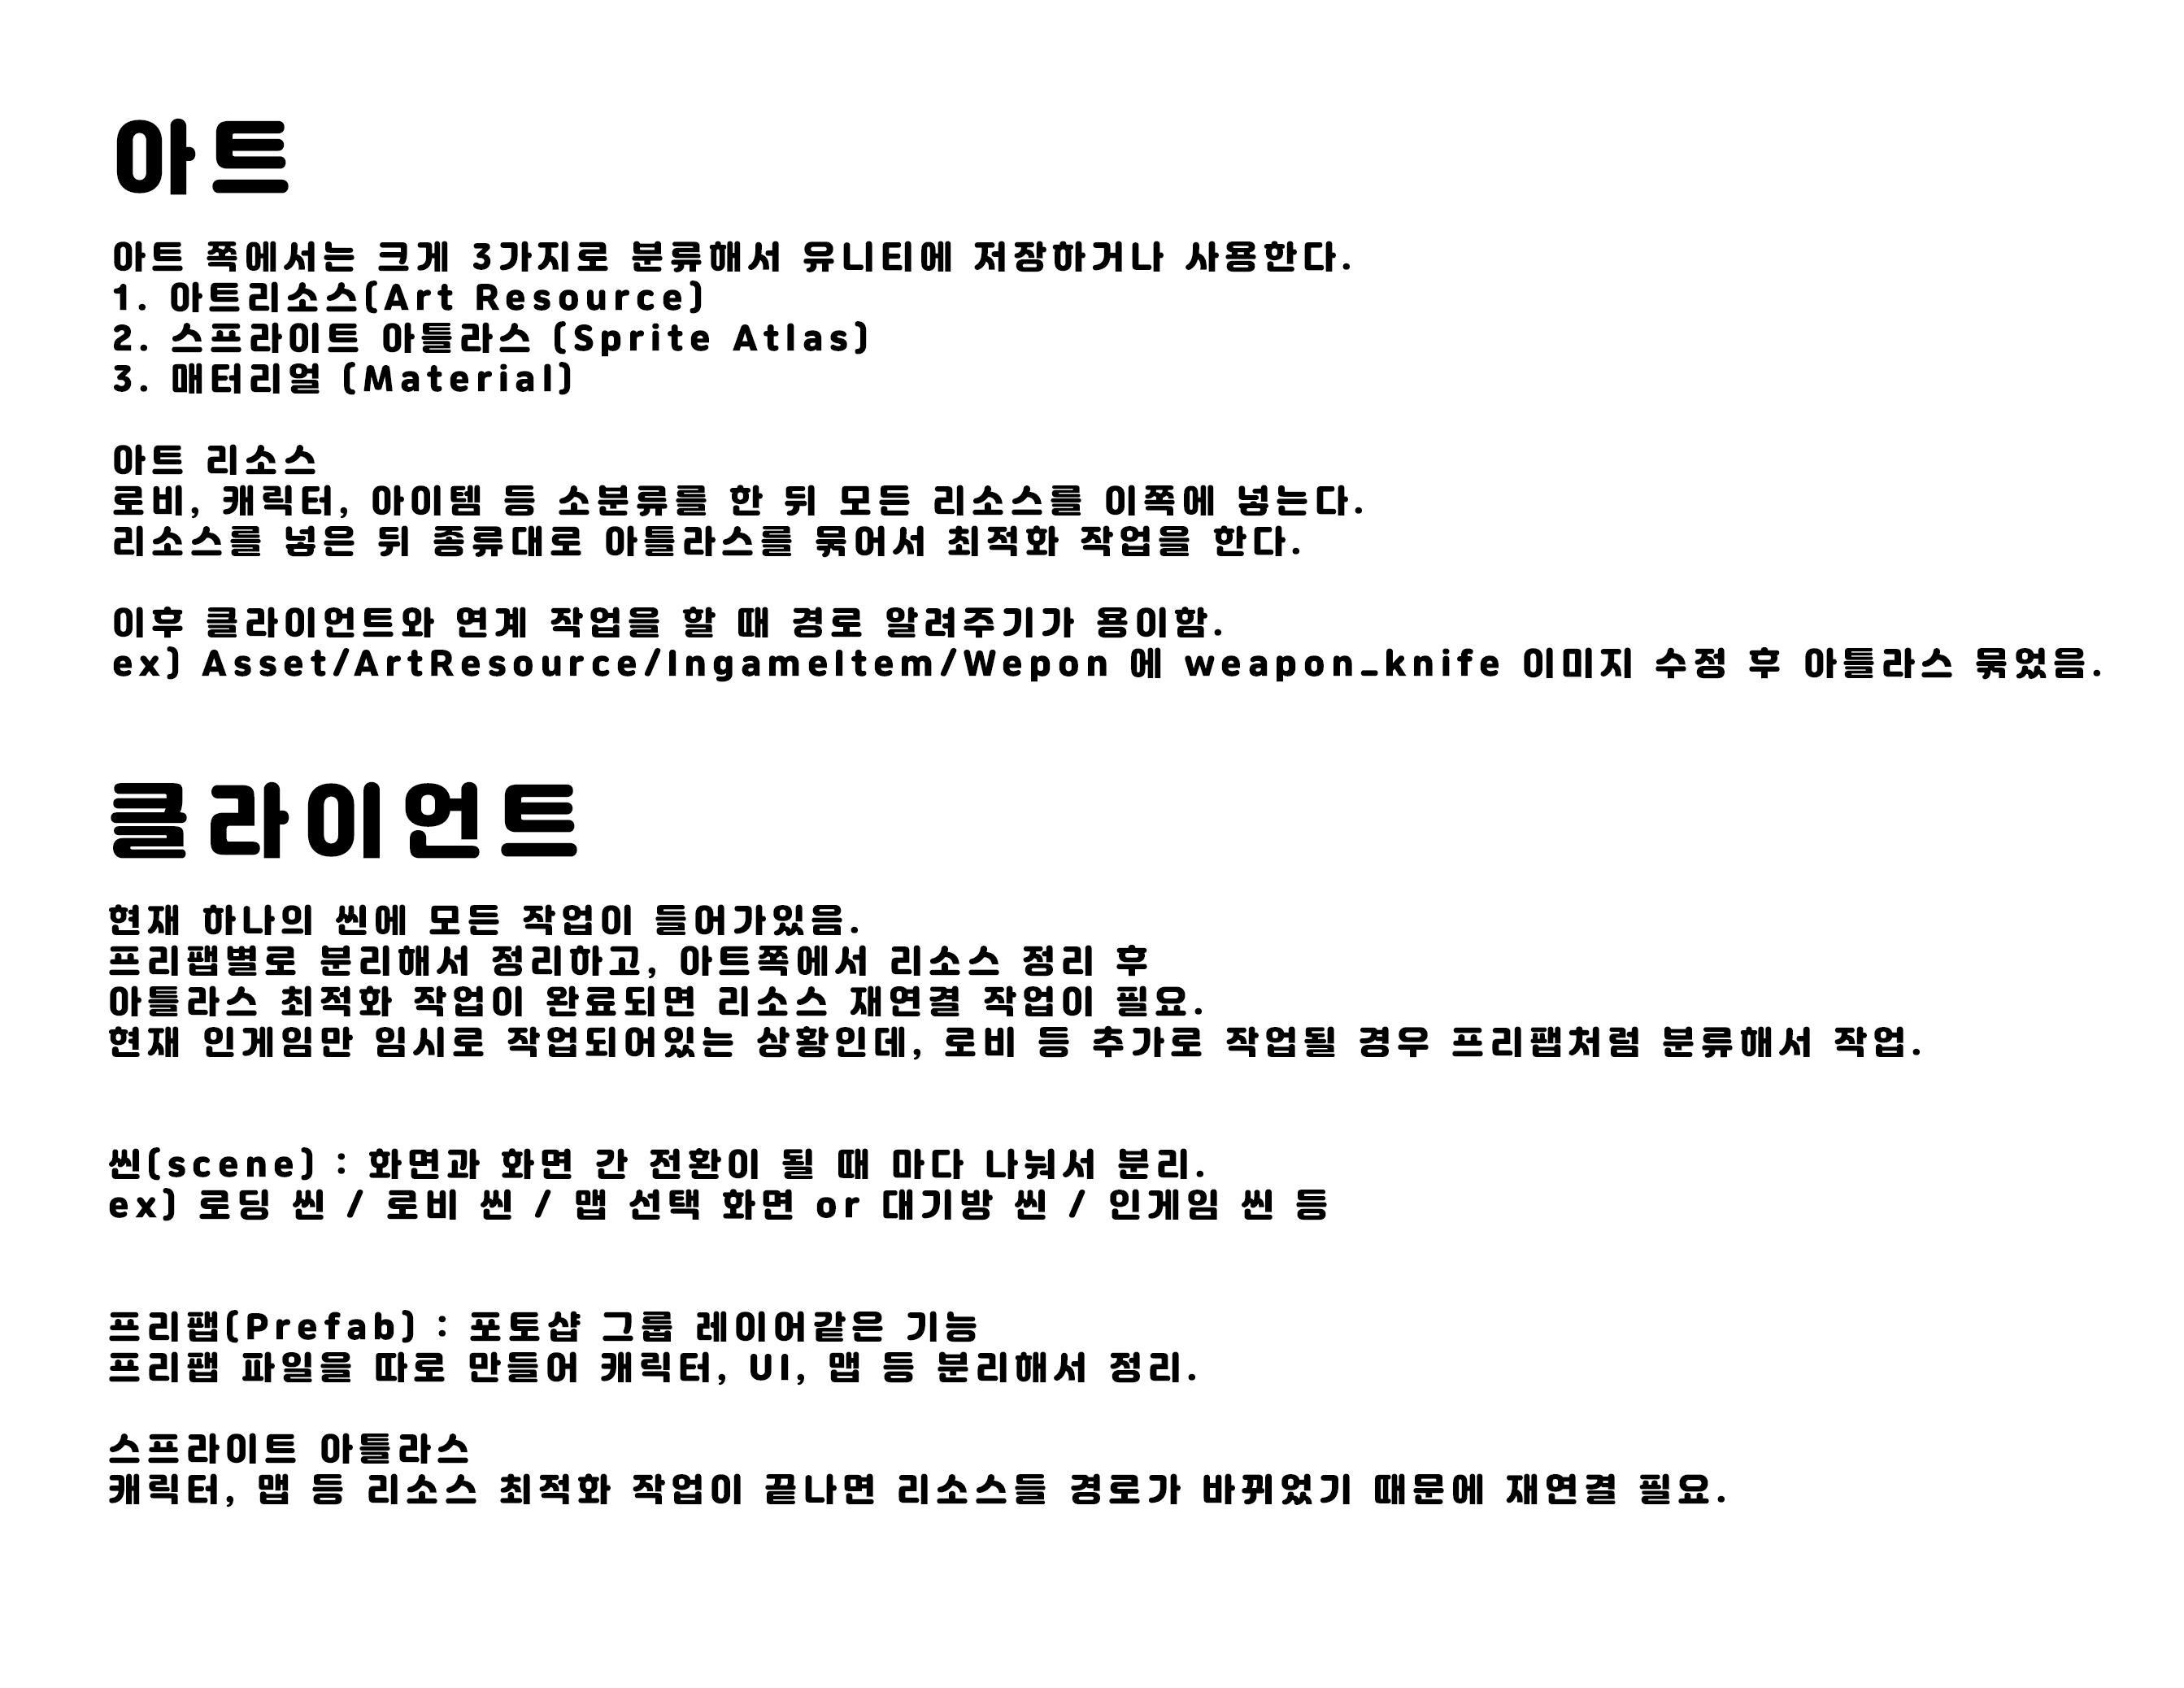 아트
아트 쪽에서는 크게 3가지로 분류해서 유니티에 저장하거나 사용한다.
1. 아트리소스(Art Resource)
2. 스프라이트 아틀라스 (Sprite Atlas)
3. 매터리얼 (Material)
아트 리소스
로비, 캐릭터, 아이템 등 소분류를 한 뒤 모든 리소스를 이쪽에 넘는다.
리소스를 넘은 뒤 종류대로 아틀라스를 묶어서 최적화 작업을 한다.
이후 클라이언트와 연계 작업을 할 때 경로 알려주기가 용이함.
ex) Asset/ArtResource/IngameItem/Wepon 에 weapon_knife 이미지 수정 후 아틀라스 묶었음.
클라이언트
현재 하나의 씬에 모든 작업이 들어가있음.
프리팹별로 분리해서 정리하고, 아트쪽에서 리소스 정리 후
아틀라스 최적화 작업이 완료되면 리소스 재연결 작업이 필요.
현재 인게임만 임시로 작업되어있는 상황인데, 로비 등 추가로 작업될 경우 프리팹처럼 분류해서 작업.
씬(scene) : 화면과 화면 간 전환이 될 때 마다 나눠서 분리.
ex) 로딩 씬 / 로비 씬 / 맵 선택 화면 or 대기방 씬 / 인게임 씬 등
프리팹(Prefab) : 포토샵 그룹 레이어같은 기능
프리팹 파일을 따로 만들어 캐릭터, UI, 맵 등 분리해서 정리.
스프라이트 아틀라스
캐릭터, 맵 등 리소스 최적화 작업이 끝나면 리소스들 경로가 바뀌었기 때문에 재연결 필요.